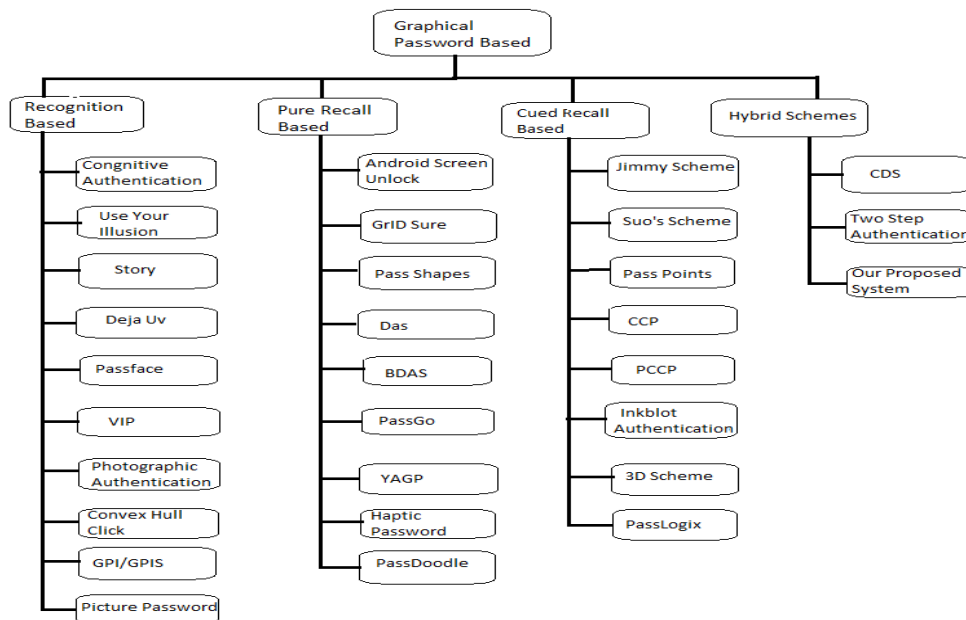 Graphical
Password Based
Recognition
Based
Congnitive
Authentication
Use Your
Illusion
Story
Deja Uv
Passface
VIP
Photographic
Authentication
Convex Hull
Click
GPI/GPIS
Picture Password
Pure Recall
Based
Android Screen
Unlock
GrID Sure
Pass Shapes
Das
BDAS
PassGo
YAGP
Haptic
Password
PassDoodle
Cued Recall
Based
Jimmy Scheme
Suo's Scheme
Pass Points
CCP
PCCP
Inkblot
Authentication
3D Scheme
PassLogix
Hybrid Schemes
CDS
Two Step
Authentication
Our Proposed
System